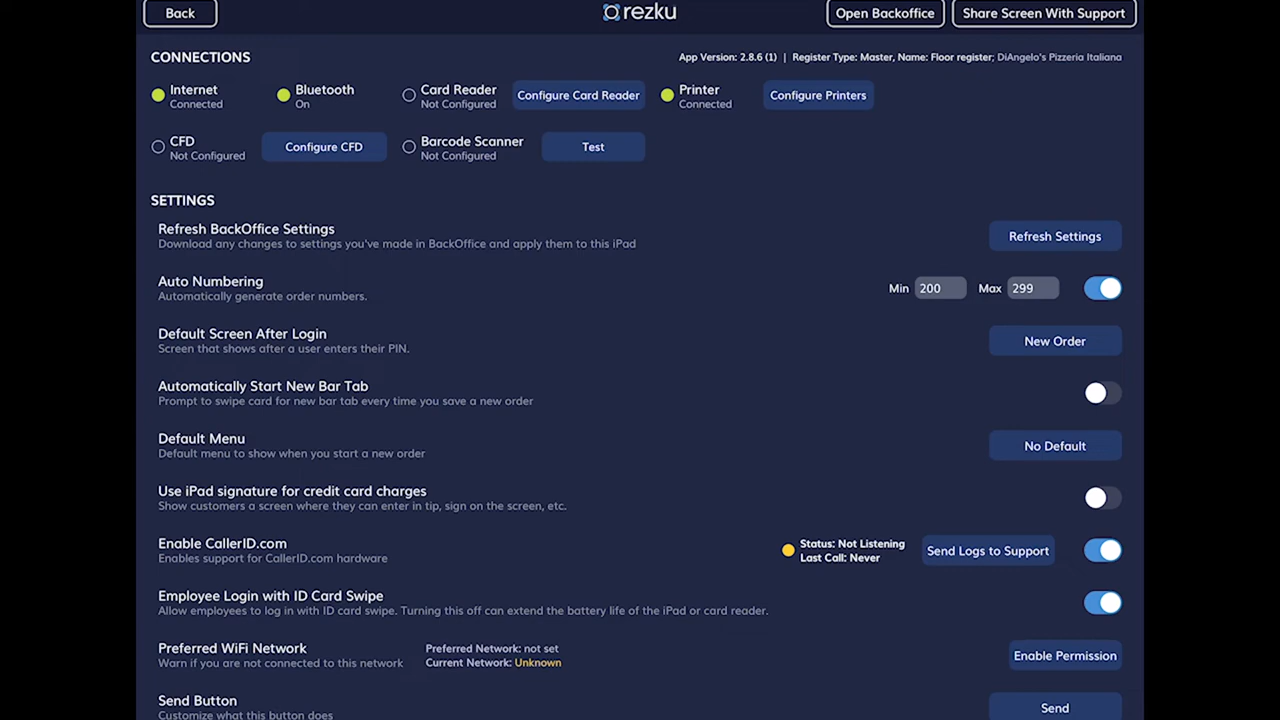 Back
rezku
Open Backoffice
Share Screen With Support
CONNECTIONS
App Version: 2.8.6 (1) | Register Type: Master, Name: Floor register; DiAngelo's Pizzeria Italiana
Internet
Connected
Bluetooth
On
Card Reader
Not Configured
Configure Card Reader
Printer
Connected
Configure Printers
CFD
Not Configured
Configure CFD
Barcode Scanner
Not Configured
Test
SETTINGS
Refresh BackOffice Settings
Download any changes to settings you've made in BackOffice and apply them to this iPad
Refresh Settings
Auto Numbering
Automatically generate order numbers.
Min 200 Max 299
Default Screen After Login
Screen that shows after a user enters their PIN.
New Order
Automatically Start New Bar Tab
Prompt to swipe card for new bar tab every time you save a new order
Default Menu
Default menu to show when you start a new order
No Default
Use iPad signature for credit card charges
Show customers a screen where they can enter in tip, sign on the screen, etc.
Enable CallerID.com
Enables support for CallerID.com hardware
Status: Not Listening
Last Call: Never
Send Logs to Support
Employee Login with ID Card Swipe
Allow employees to log in with ID card swipe. Turning this off can extend the battery life of the iPad or card reader.
Preferred WiFi Network
Warn if you are not connected to this network
Preferred Network: not set
Current Network: Unknown
Enable Permission
Send Button
Customize what this button does
Send